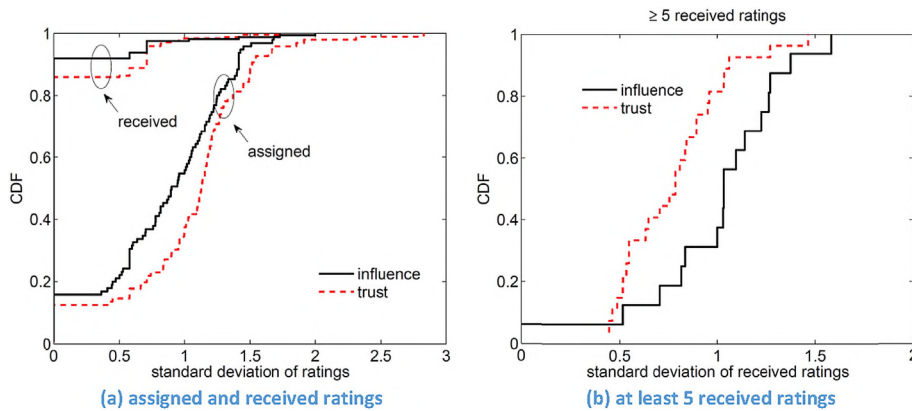 ≥ 5 received ratings
1
0.8
0.6
0.4
0.2
0
CDF
received
assigned
influence
trust
0 0.5 1 1.5 2 2.5 3
standard deviation of ratings
(a) assigned and received ratings
1
0.8
0.6
0.4
0.2
0
CDF
influence
trust
0 0.5 1 1.5 2
standard deviation of received ratings
(b) at least 5 received ratings